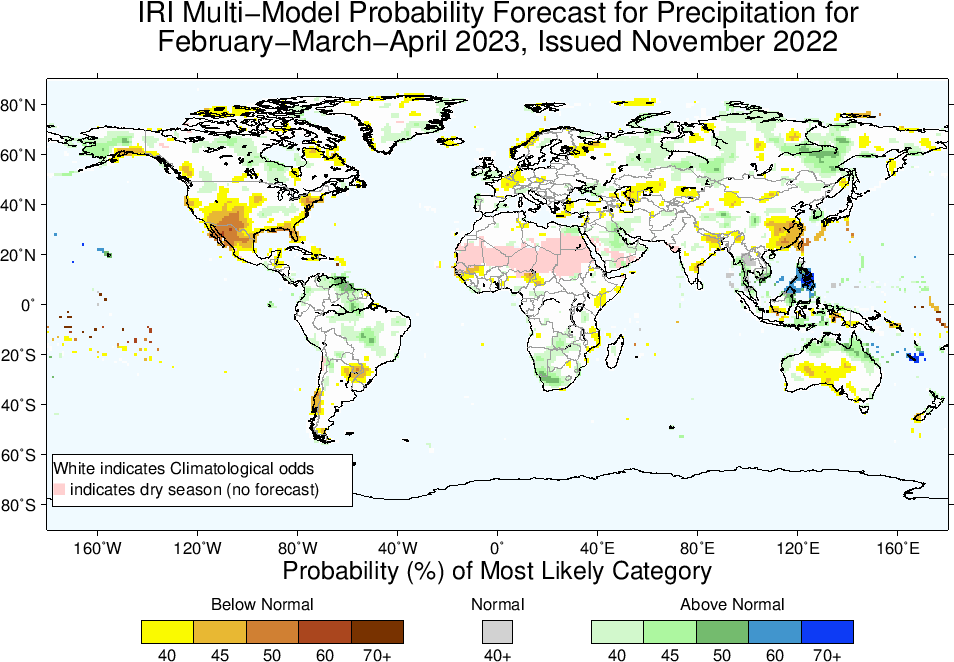 IRI Multi−Model Probability Forecast for Precipitation for
February−March−April 2023, Issued November 2022
80˚N
60˚N
40˚N
20˚N
0˚
20˚S
40˚S
60˚S
80˚S
White indicates Climatological odds
indicates dry season (no forecast)
160˚W 120˚W 80˚W 40˚W 0˚ 40˚E 80˚E 120˚E 160˚E
Probability (%) of Most Likely Category
Below Normal Normal Above Normal
40 45 50 60 70+ 40+ 40 45 50 60 70+